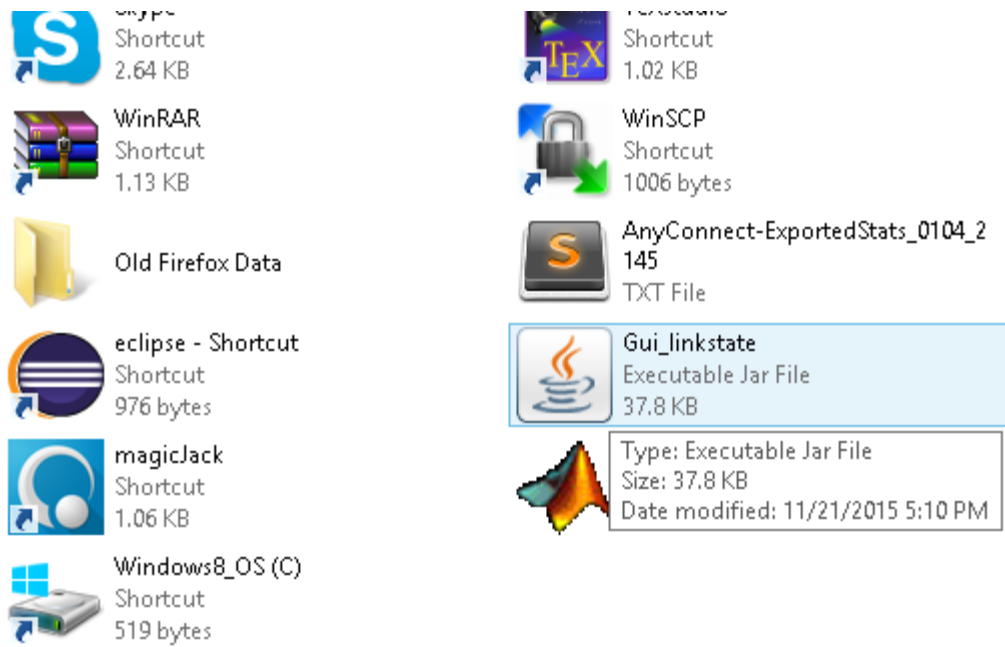 Skype
Shortcut
2.64 KB
WinRAR
Shortcut
1.13 KB
Old Firefox Data
eclipse - Shortcut
Shortcut
976 bytes
magicJack
Shortcut
1.06 KB
Windows8_OS (C)
Shortcut
519 bytes
Shortcut
1.02 KB
WinSCP
Shortcut
1006 bytes
AnyConnect-ExportedStats_0104_2
145
TXT File
Gui_linkstate
Executable Jar File
37.8 KB
Type: Executable Jar File
Size: 37.8 KB
Date modified: 11/21/2015 5:10 PM
S
TEX
S